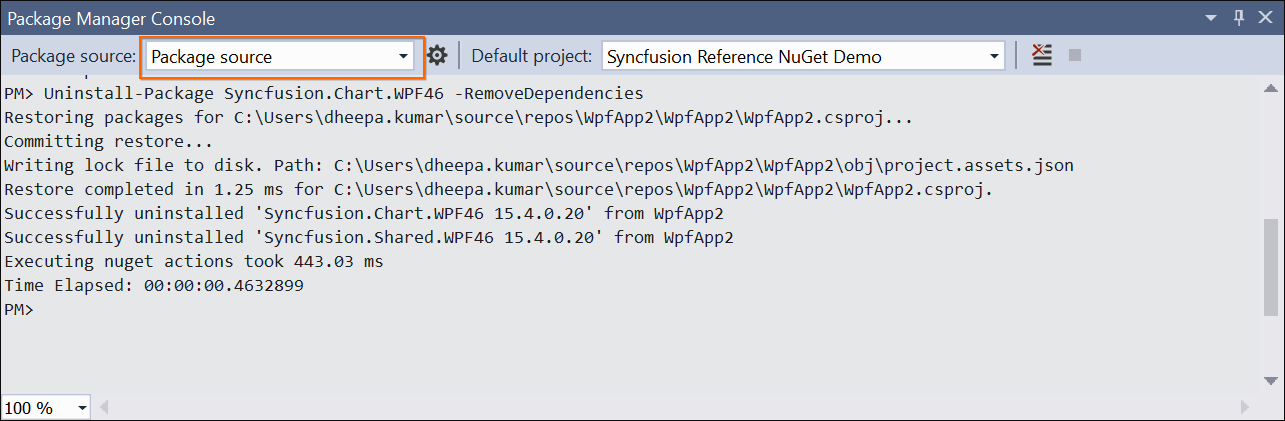 Package Manager Console
Package source: Package source Default project: Syncfusion Reference NuGet Demo
PM> Uninstall-Package Syncfusion.Chart.WPF46 -RemoveDependencies
Restoring packages for C:\Users\dheepa.kumar\source\repos\WpfApp2\WpfApp2\WpfApp2.csproj...
Committing restore...
Writing lock file to disk. Path: C:\Users\dheepa.kumar\source\repos\WpfApp2\WpfApp2\obj\project.assets.json
Restore completed in 1.25 ms for C:\Users\dheepa.kumar\source\repos\WpfApp2\WpfApp2\WpfApp2.csproj.
Successfully uninstalled 'Syncfusion.Chart.WPF46 15.4.0.20' from WpfApp2
Successfully uninstalled 'Syncfusion.Shared.WPF46 15.4.0.20' from WpfApp2
Executing nuget actions took 443.03 ms
Time Elapsed: 00:00:00.4632899
PM>
100 %